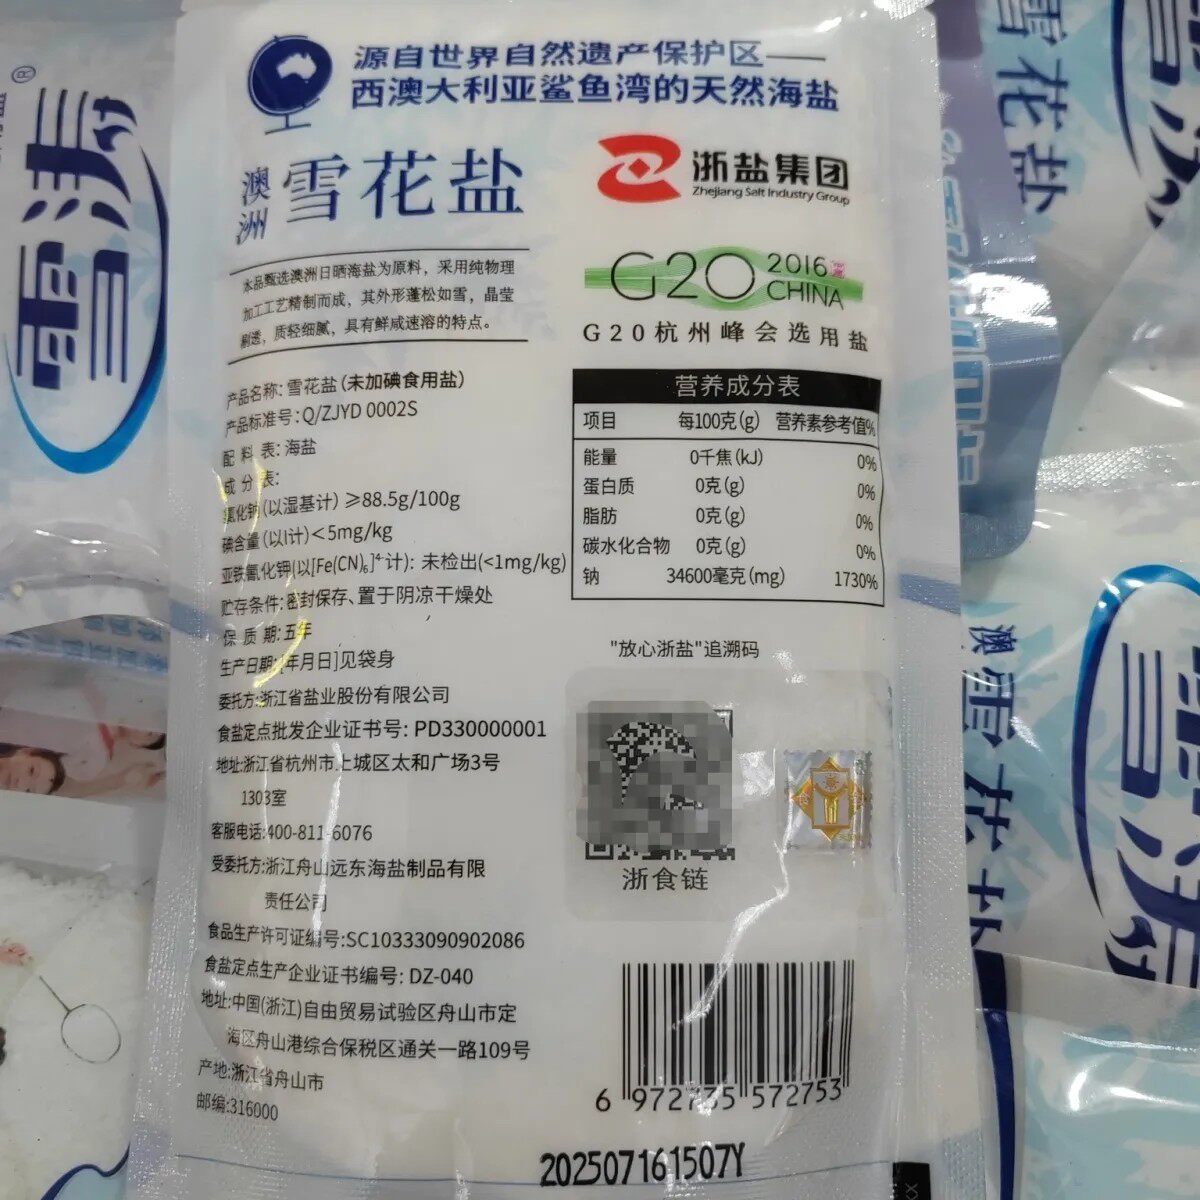 源自世界自然遗产保护区——
西澳大利亚鲨鱼湾的天然海盐
澳洲 雪花盐
浙盐集团
Zhejiang Salt Industry Group
本品甄选澳洲日晒海盐为原料，采用纯物理
加工工艺精制而成，其外形蓬松如雪，晶莹
剔透，质轻细腻，具有鲜咸速溶的特点。
G20 2016
CHINA
G20杭州峰会选用盐
产品名称:雪花盐(未加碘食用盐)
产品标准号:Q/ZJYD 0002S
配 料 表:海盐
成 分 表:
氯化钠(以湿基计) ≥88.5g/100g
碘含量(以I计)<5mg/kg
亚铁氰化钾(以[Fe(CN)₆]⁴⁻计): 未检出(<1mg/kg)
贮存条件:密封保存、置于阴凉干燥处
保 质 期:五年
生产日期:[年月日]见袋身
委托方:浙江省盐业股份有限公司
食盐定点批发企业证书号: PD330000001
地址:浙江省杭州市上城区太和广场3号
1303室
客服电话:400-811-6076
受委托方:浙江舟山远东海盐制品有限
责任公司
食品生产许可证编号:SC10333090902086
食盐定点生产企业证书编号: DZ-040
地址:中国(浙江)自由贸易试验区舟山市定
海区舟山港综合保税区通关一路109号
产地:浙江省舟山市
邮编:316000
营养成分表
项目 每100克(g) 营养素参考值%
能量 0千焦(kJ) 0%
蛋白质 0克(g) 0%
脂肪 0克(g) 0%
碳水化合物 0克(g) 0%
钠 34600毫克(mg) 1730%
"放心浙盐"追溯码
浙食链
6 972735 572753
202507161507Y
雪涛
®
雪花盐
澳雪花盐
雪涛